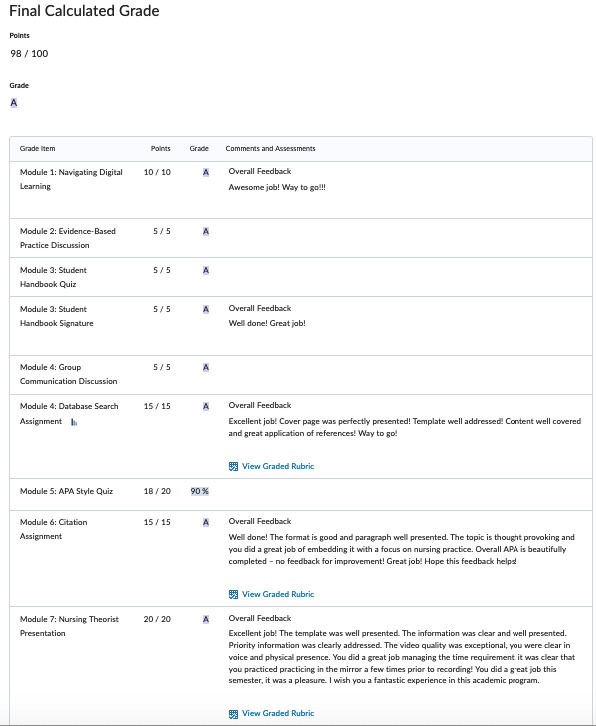 Final Calculated Grade
Points
98 / 100
Grade
A
Grade Item Points Grade Comments and Assessments
Module 1: Navigating Digital 10 / 10 A Overall Feedback
Learning Awesome job! Way to go!!!
Module 2: Evidence-Based 5 / 5 A
Practice Discussion
Module 3: Student 5 / 5 A
Handbook Quiz
Module 3: Student 5 / 5 A Overall Feedback
Handbook Signature Well done! Great job!
Module 4: Group 5 / 5 A
Communication Discussion
Module 4: Database Search 15 / 15 A Overall Feedback
Assignment Excellent job! Cover page was perfectly presented! Template well addressed! Content well covered
and great application of references! Way to go!
View Graded Rubric
Module 5: APA Style Quiz 18 / 20 90 %
Module 6: Citation 15 / 15 A Overall Feedback
Assignment Well done! The format is good and paragraph well presented. The topic is thought provoking and
you did a great job of embedding it with a focus on nursing practice. Overall APA is beautifully
completed – no feedback for improvement! Great job! Hope this feedback helps!
View Graded Rubric
Module 7: Nursing Theorist 20 / 20 A Overall Feedback
Presentation Excellent job! The template was well presented. The information was clear and well presented.
Priority information was clearly addressed. The video quality was exceptional, you were clear in
voice and physical presence. You did a great job managing the time requirement. it was clear that
you practiced practicing in the mirror a few times prior to recording! You did a great job this
semester, it was a pleasure. I wish you a fantastic experience in this academic program.
View Graded Rubric